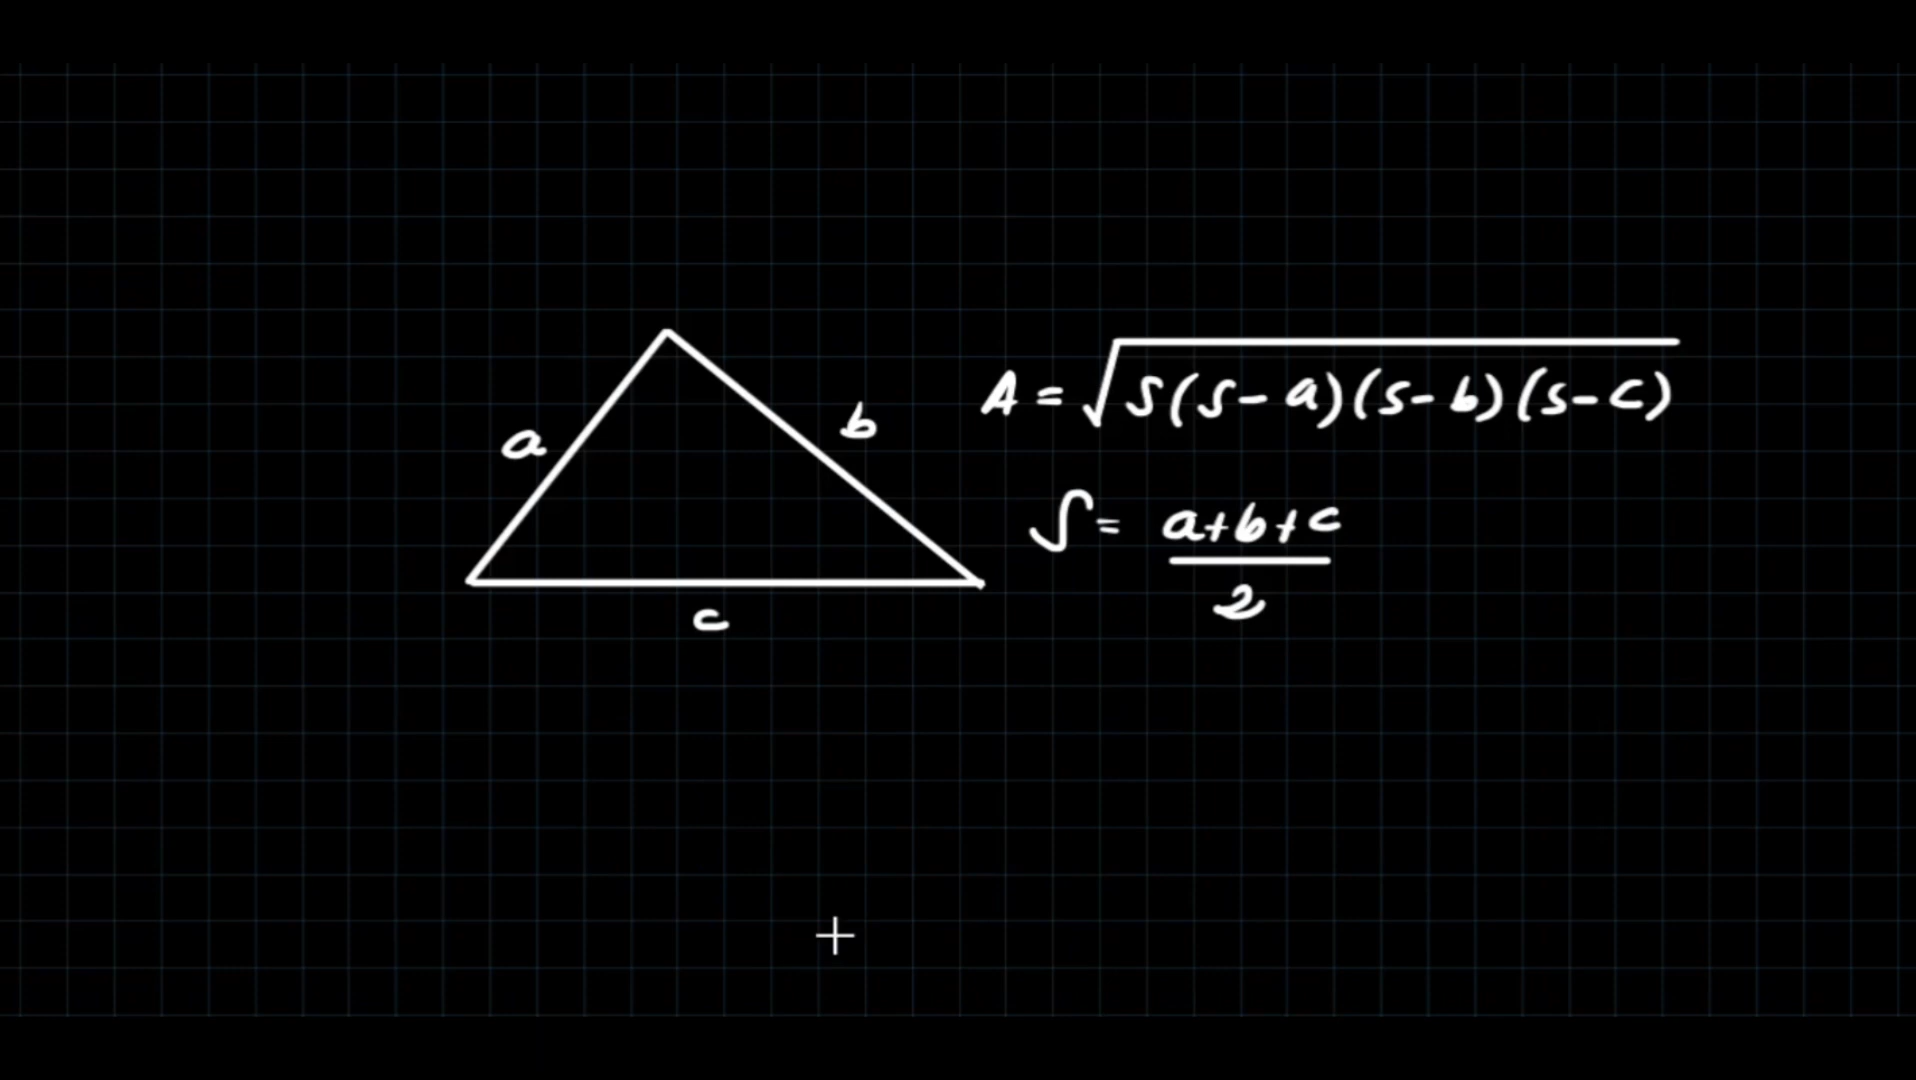 a
b
c
A = √S(S-a)(s-b)(s-c)
S = a+b+c
2